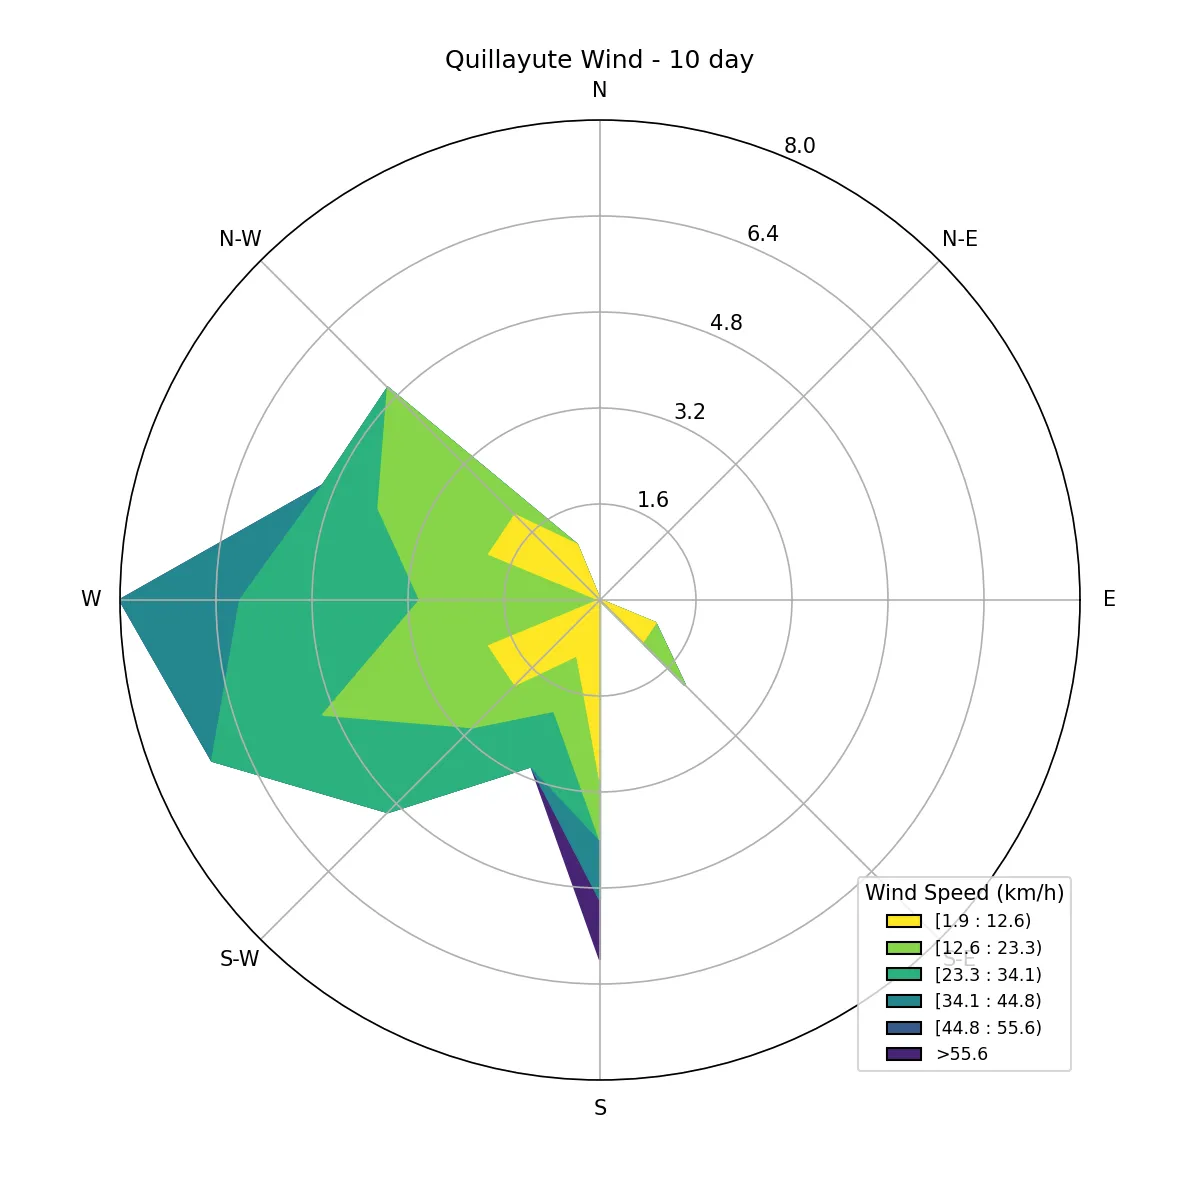 Quillayute Wind - 10 day
N
8.0
N-W
6.4
N-E
4.8
3.2
1.6
W
E
S-W
S-E
S
Wind Speed (km/h)
[1.9 : 12.6)
[12.6 : 23.3)
[23.3 : 34.1)
[34.1 : 44.8)
[44.8 : 55.6)
>55.6